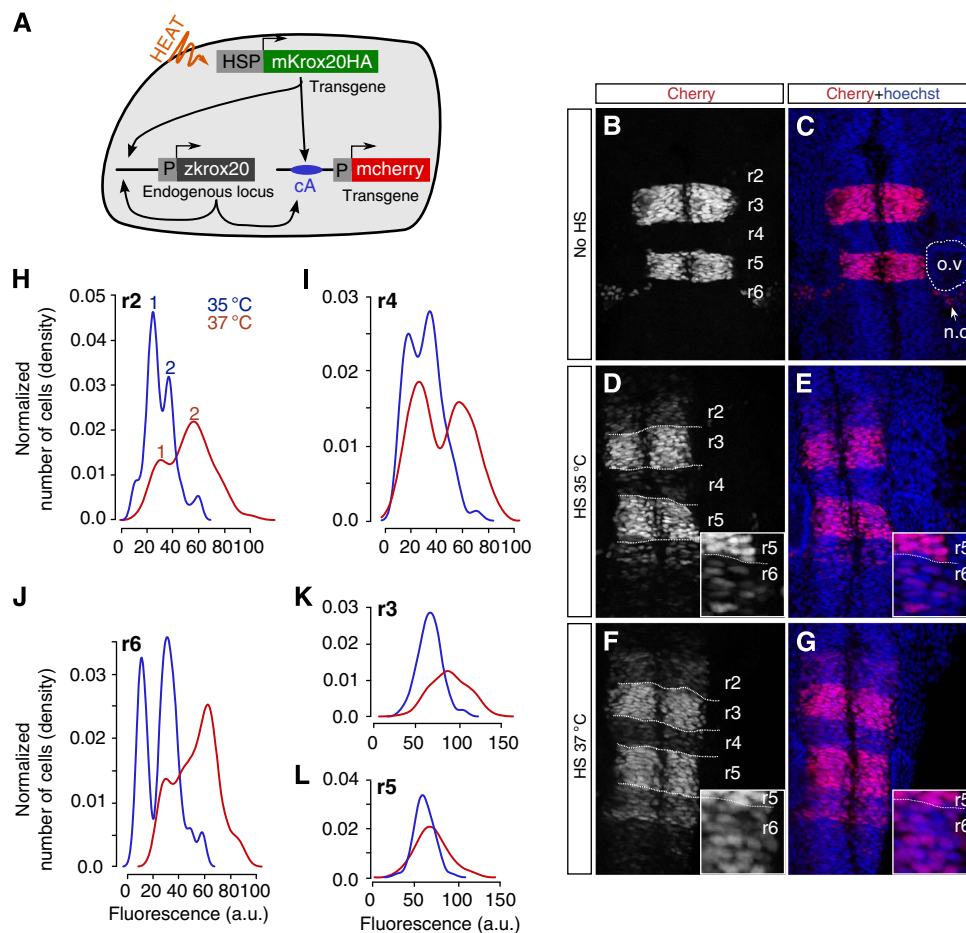 A
HEAT
HSP mKrox20HA
Transgene
P zkrox20
Endogenous locus
cA
P mcherry
Transgene
Cherry
Cherry+hoechst
No HS
B
r2
r3
r4
r5
r6
C
o.v
n.c
HS 35 °C
D
r2
r3
r4
r5
r5
r6
E
r5
r6
HS 37 °C
F
r2
r3
r4
r5
r5
r6
G
r5
r6
H
r2
1
2
1
2
35 °C
37 °C
Normalized
number of cells (density)
0.05
0.04
0.03
0.02
0.01
0.0
0 20 40 60 80 100
I
r4
0.03
0.02
0.01
0.0
0 20 40 60 80 100
J
r6
Normalized
number of cells (density)
0.03
0.02
0.01
0.0
0 20 40 60 80 100
Fluorescence (a.u.)
K
r3
0.03
0.02
0.01
0.0
0 50 100 150
L
r5
0.04
0.02
0.0
0 50 100 150
Fluorescence (a.u.)